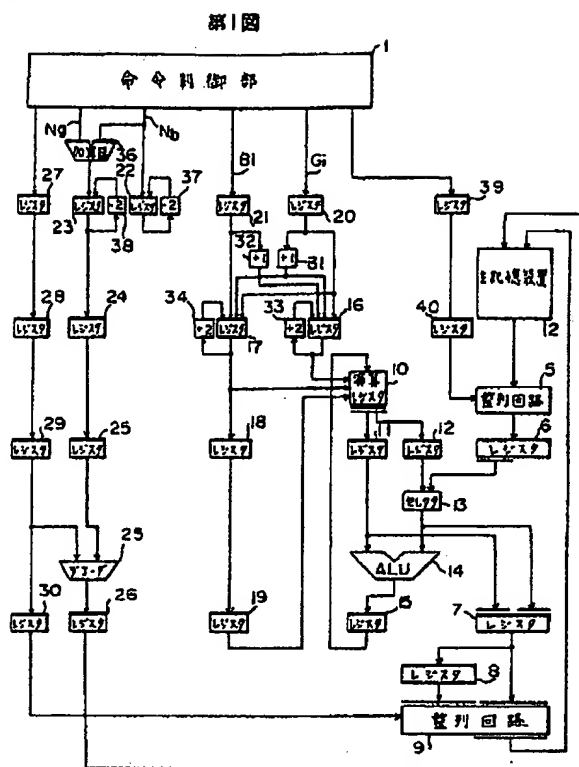 第1図
1
命令制御部
Ng
Nb
Bi
Gi
加算器
36
27
22
37
39
レジスタ
レジスタ
-2
レジスタ
-2
レジスタ
レジスタ
レジスタ
23
38
21
20
32
+1
+1
31
主記憶装置
28
24
34
33
16
40
レジスタ
レジスタ
+2
レジスタ
+2
レジスタ
レジスタ
17
12
10
演算レジスタ
5
整列回路
29
25
18
11
12
6
レジスタ
レジスタ
レジスタ
レジスタ
レジスタ
レジスタ
セレクタ
13
デコーダ
25
ALU
14
30
26
19
15
レジスタ
レジスタ
レジスタ
レジスタ
レジスタ
7
レジスタ
8
整列回路
9